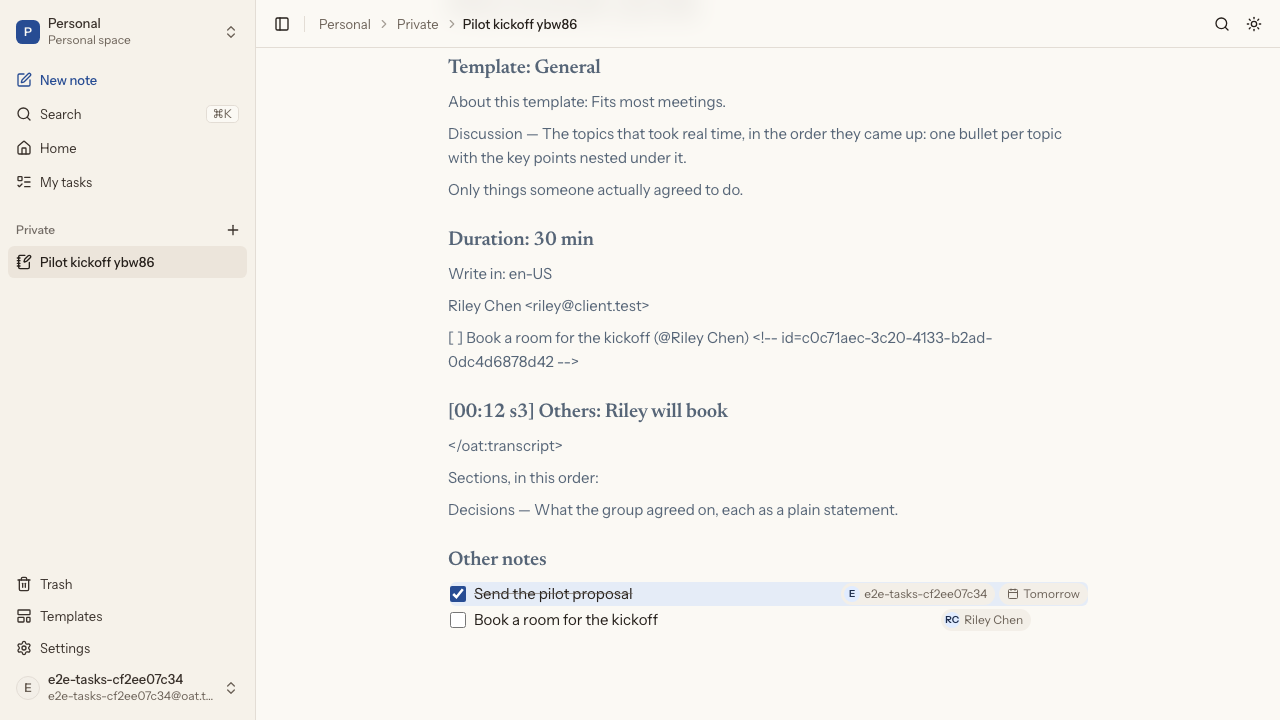 P
Personal
Personal space
New note
Search
⌘K
Home
My tasks
Private
Pilot kickoff ybw86
Trash
Templates
Settings
E
e2e-tasks-cf2ee07c34
e2e-tasks-cf2ee07c34@oat.t...
Personal > Private > Pilot kickoff ybw86
Template: General
About this template: Fits most meetings.
Discussion — The topics that took real time, in the order they came up: one bullet per topic
with the key points nested under it.
Only things someone actually agreed to do.
Duration: 30 min
Write in: en-US
Riley Chen <riley@client.test>
[ ] Book a room for the kickoff (@Riley Chen) <!-- id=c0c71aec-3c20-4133-b2ad-
0dc4d6878d42 -->
[00:12 s3] Others: Riley will book
</oat:transcript>
Sections, in this order:
Decisions — What the group agreed on, each as a plain statement.
Other notes
Send the pilot proposal E e2e-tasks-cf2ee07c34 Tomorrow
Book a room for the kickoff RC Riley Chen